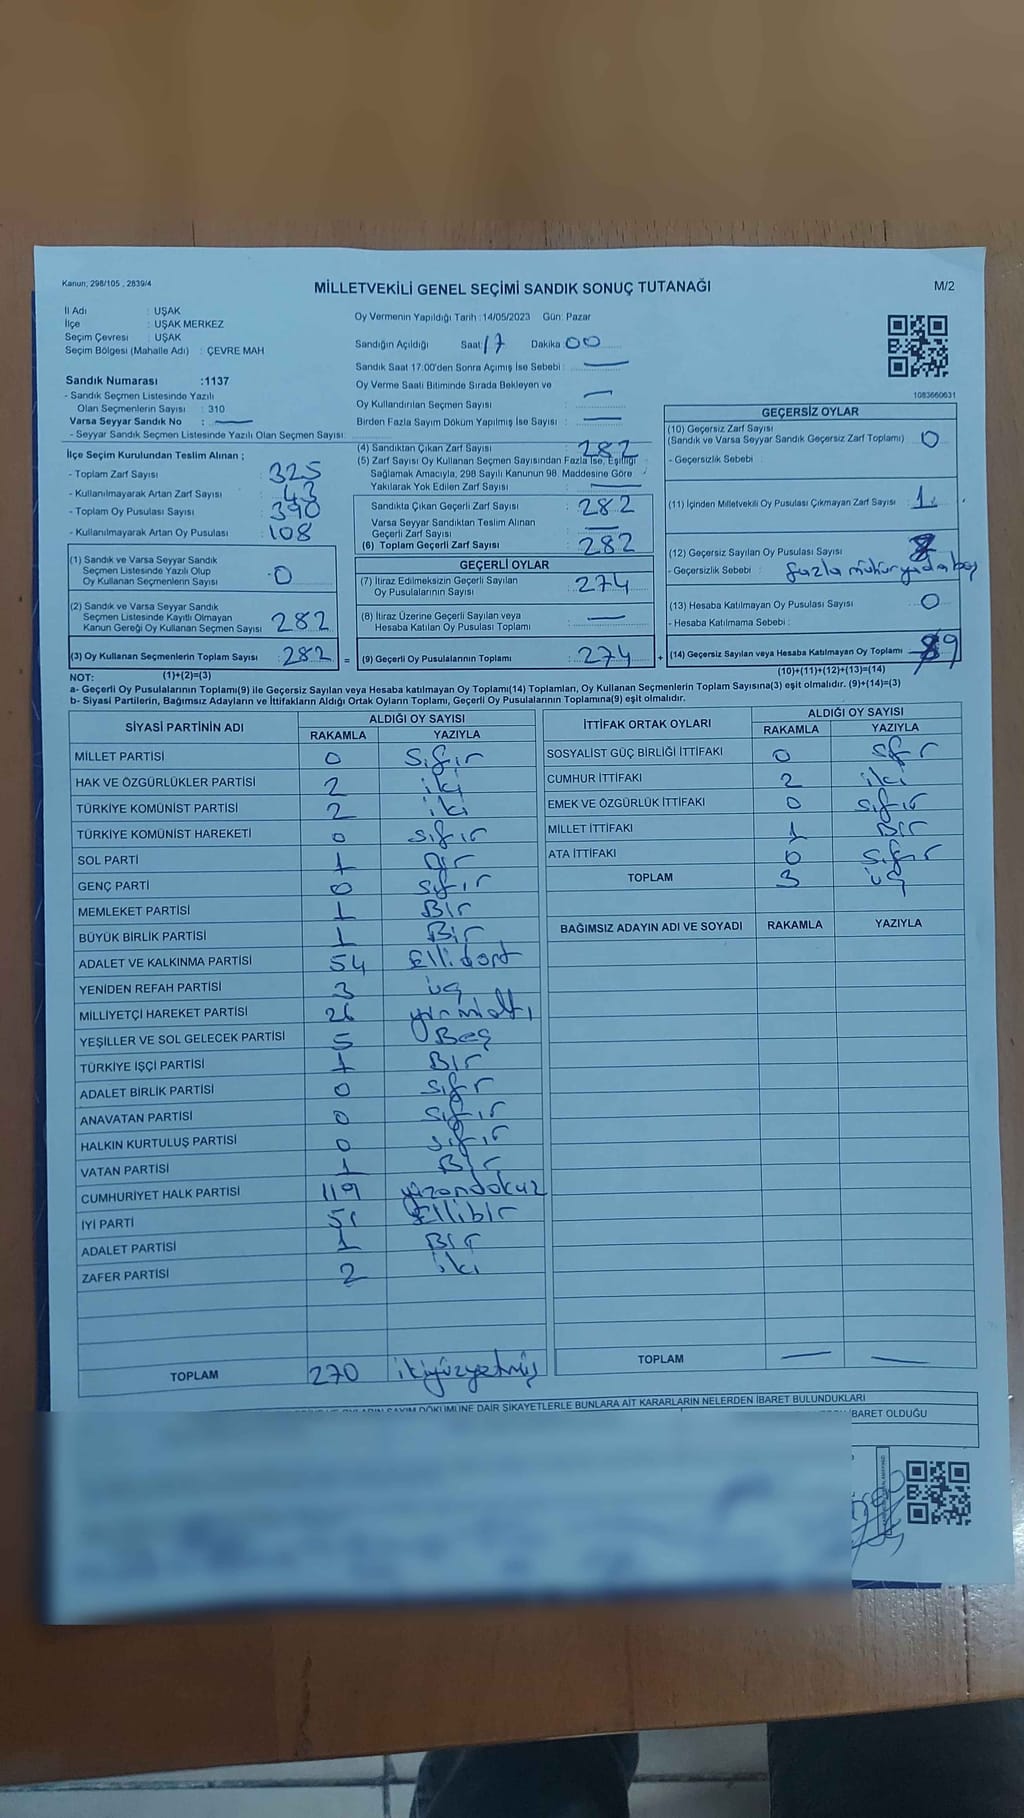 Kanun; 298/105 , 2839/4
MİLLETVEKİLİ GENEL SEÇİMİ SANDIK SONUÇ TUTANAĞI
M/2
İl Adı : UŞAK
İlçe : UŞAK MERKEZ
Seçim Çevresi : UŞAK
Seçim Bölgesi (Mahalle Adı) : ÇEVRE MAH
Oy Vermenin Yapıldığı Tarih :14/05/2023 Gün: Pazar
Sandığın Açıldığı Saat 17 Dakika 00
Sandık Saat 17.00'den Sonra Açımış İse Sebebi :
Oy Verme Saati Bitiminde Sırada Bekleyen ve
Oy Kullandırılan Seçmen Sayısı :
Birden Fazla Sayım Döküm Yapılmış İse Sayısı :
1083660631
Sandık Numarası :1137
- Sandık Seçmen Listesinde Yazılı
Olan Seçmenlerin Sayısı : 310
Varsa Seyyar Sandık No :
- Seyyar Sandık Seçmen Listesinde Yazılı Olan Seçmen Sayısı:
İlçe Seçim Kurulundan Teslim Alınan ;
- Toplam Zarf Sayısı : 325
- Kullanılmayarak Artan Zarf Sayısı : 43
- Toplam Oy Pusulası Sayısı : 390
- Kullanılmayarak Artan Oy Pusulası : 108
(1) Sandık ve Varsa Seyyar Sandık
Seçmen Listesinde Yazılı Olup
Oy Kullanan Seçmenlerin Sayısı : 0
(2) Sandık ve Varsa Seyyar Sandık
Seçmen Listesinde Kayıtlı Olmayan
Kanun Gereği Oy Kullanan Seçmen Sayısı 282
(3) Oy Kullanan Seçmenlerin Toplam Sayısı : 282 =
(1)+(2)=(3)
(4) Sandıktan Çıkan Zarf Sayısı : 282
(5) Zarf Sayısı Oy Kullanan Seçmen Sayısından Fazla İse, Eşitliği
Sağlamak Amacıyla, 298 Sayılı Kanunun 98. Maddesine Göre
Yakılarak Yok Edilen Zarf Sayısı :
Sandıkta Çıkan Geçerli Zarf Sayısı : 282
Varsa Seyyar Sandıktan Teslim Alınan
Geçerli Zarf Sayısı :
(6) Toplam Geçerli Zarf Sayısı : 282
GEÇERLİ OYLAR
(7) İtiraz Edilmeksizin Geçerli Sayılan
Oy Pusulalarının Sayısı : 274
(8) İtiraz Üzerine Geçerli Sayılan veya
Hesaba Katılan Oy Pusulası Toplamı :
(9) Geçerli Oy Pusulalarının Toplamı : 274 +
GEÇERSİZ OYLAR
(10) Geçersiz Zarf Sayısı
(Sandık ve Varsa Seyyar Sandık Geçersiz Zarf Toplamı) : 0
- Geçersizlik Sebebi :
(11) İçinden Milletvekili Oy Pusulası Çıkmayan Zarf Sayısı : 1
(12) Geçersiz Sayılan Oy Pusulası Sayısı :
- Geçersizlik Sebebi : fazla mühür yada boş
(13) Hesaba Katılmayan Oy Pusulası Sayısı : 0
- Hesaba Katılmama Sebebi :
(14) Geçersiz Sayılan veya Hesaba Katılmayan Oy Toplamı 9
(10)+(11)+(12)+(13)=(14)
NOT:
a- Geçerli Oy Pusulalarının Toplamı(9) ile Geçersiz Sayılan veya Hesaba katılmayan Oy Toplamı(14) Toplamları, Oy Kullanan Seçmenlerin Toplam Sayısına(3) eşit olmalıdır. (9)+(14)=(3)
b- Siyasi Partilerin, Bağımsız Adayların ve İttifakların Aldığı Ortak Oyların Toplamı, Geçerli Oy Pusulalarının Toplamına(9) eşit olmalıdır.
SİYASİ PARTİNİN ADI ALDIĞI OY SAYISI
RAKAMLA YAZIYLA
MİLLET PARTİSİ 0 Sıfır
HAK VE ÖZGÜRLÜKLER PARTİSİ 2 iki
TÜRKİYE KOMÜNİST PARTİSİ 2 iki
TÜRKİYE KOMÜNİST HAREKETİ 0 sıfır
SOL PARTİ 1 Bir
GENÇ PARTİ 0 sıfır
MEMLEKET PARTİSİ 1 Bir
BÜYÜK BİRLİK PARTİSİ 1 Bir
ADALET VE KALKINMA PARTİSİ 54 Ellidört
YENİDEN REFAH PARTİSİ 3 üç
MİLLİYETÇİ HAREKET PARTİSİ 26 yirmialtı
YEŞİLLER VE SOL GELECEK PARTİSİ 5 Beş
TÜRKİYE İŞÇİ PARTİSİ 1 Bir
ADALET BİRLİK PARTİSİ 0 sıfır
ANAVATAN PARTİSİ 0 sıfır
HALKIN KURTULUŞ PARTİSİ 0 sıfır
VATAN PARTİSİ 1 Bir
CUMHURİYET HALK PARTİSİ 119 yüzondokuz
İYİ PARTİ 51 Ellibir
ADALET PARTİSİ 1 Bir
ZAFER PARTİSİ 2 iki
TOPLAM 270 ikiyüzyetmiş
İTTİFAK ORTAK OYLARI ALDIĞI OY SAYISI
RAKAMLA YAZIYLA
SOSYALİST GÜÇ BİRLİĞİ İTTİFAKI 0 sıfır
CUMHUR İTTİFAKI 2 iki
EMEK VE ÖZGÜRLÜK İTTİFAKI 0 sıfır
MİLLET İTTİFAKI 1 Bir
ATA İTTİFAKI 0 sıfır
TOPLAM 3 üç
BAĞIMSIZ ADAYIN ADI VE SOYADI RAKAMLA YAZIYLA
TOPLAM
SAYIM DÖKÜMÜNE DAİR ŞİKAYETLERLE BUNLARA AİT KARARLARIN NELERDEN İBARET BULUNDUKLARI
BARET OLDUĞU